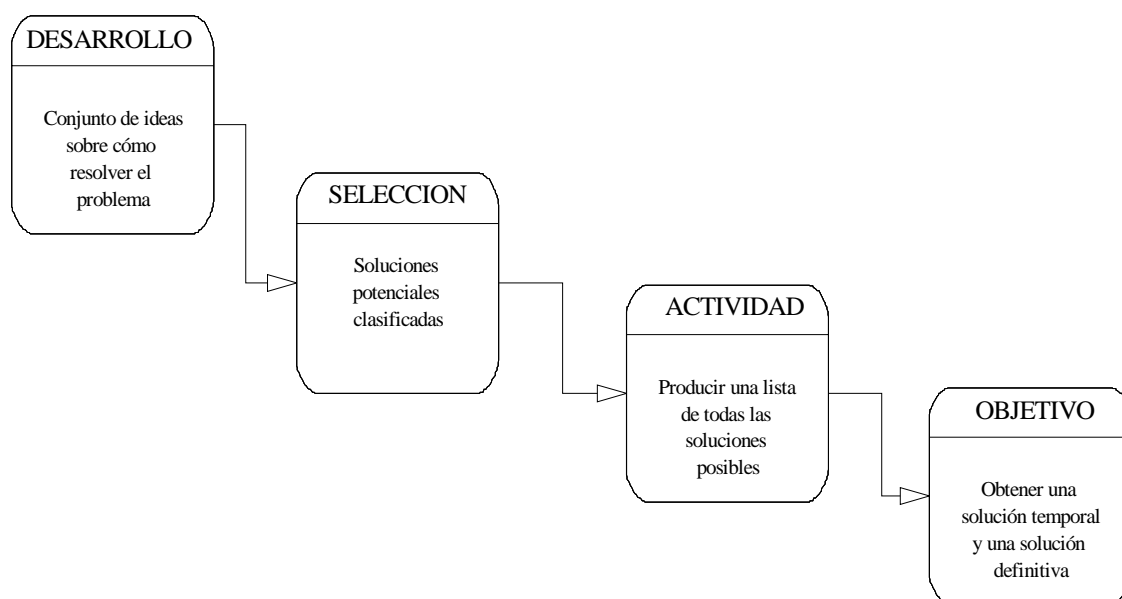 DESARROLLO
Conjunto de ideas
sobre cómo
resolver el
problema
SELECCION
Soluciones
potenciales
clasificadas
ACTIVIDAD
Producir una lista
de todas las
soluciones
posibles
OBJETIVO
Obtener una
solución temporal
y una solución
definitiva